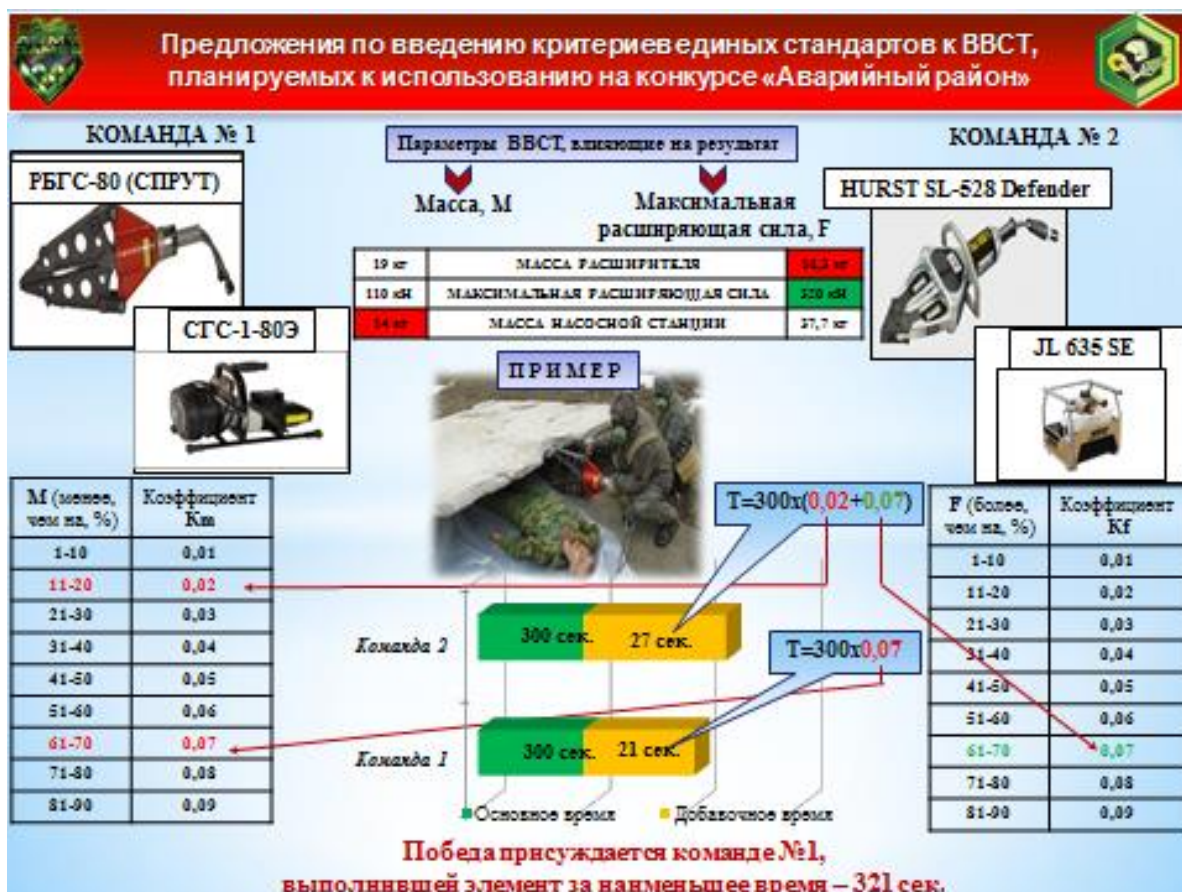 Предложения по введению критериев единых стандартов к ВВСТ,
планируемых к использованию на конкурсе «Аварийный район»
КОМАНДА № 1
Параметры ВВСТ, влияющие на результат
КОМАНДА № 2
РБГС-80 (СПРУТ)
HURST SL-528 Defender
Масса, М
Максимальная
расширяющая сила, F
19 кг МАССА РАСШИРИТЕЛЯ кг
110 кН МАКСИМАЛЬНАЯ РАСШИРЯЮЩАЯ СИЛА 320 кН
14 кг МАССА НАСОСНОЙ СТАНЦИИ 37,7 кг
СГС-1-80Э
JL 635 SE
ПРИМЕР
М (менее, Коэффициент
чем на, %) Km
1-10 0,01
11-20 0,02
21-30 0,03
31-40 0,04
41-50 0,05
51-60 0,06
61-70 0,07
71-80 0,08
81-90 0,09
T=300x(0,02+0,07)
Команда 2
300 сек. 27 сек.
T=300x0,07
Команда 1
300 сек. 21 сек.
Основное время Добавочное время
F (более, Коэффициент
чем на, %) Kf
1-10 0,01
11-20 0,02
21-30 0,03
31-40 0,04
41-50 0,05
51-60 0,06
61-70 0,07
71-80 0,08
81-90 0,09
Победа присуждается команде №1,
выполнившей элемент за наименьшее время – 321 сек.